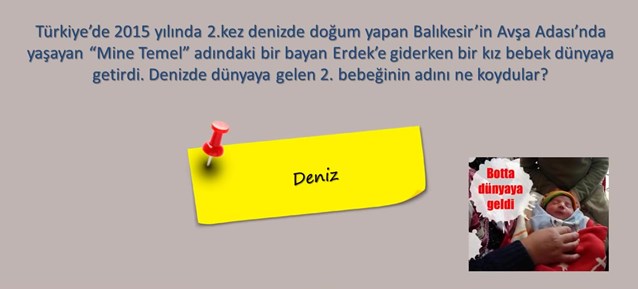 Türkiye’de 2015 yılında 2.kez denizde doğum yapan Balıkesir’in Avşa Adası’nda
yaşayan “Mine Temel” adındaki bir bayan Erdek’e giderken bir kız bebek dünyaya
getirdi. Denizde dünyaya gelen 2. bebeğinin adını ne koydular?
Deniz
Botta
dünyaya
geldi